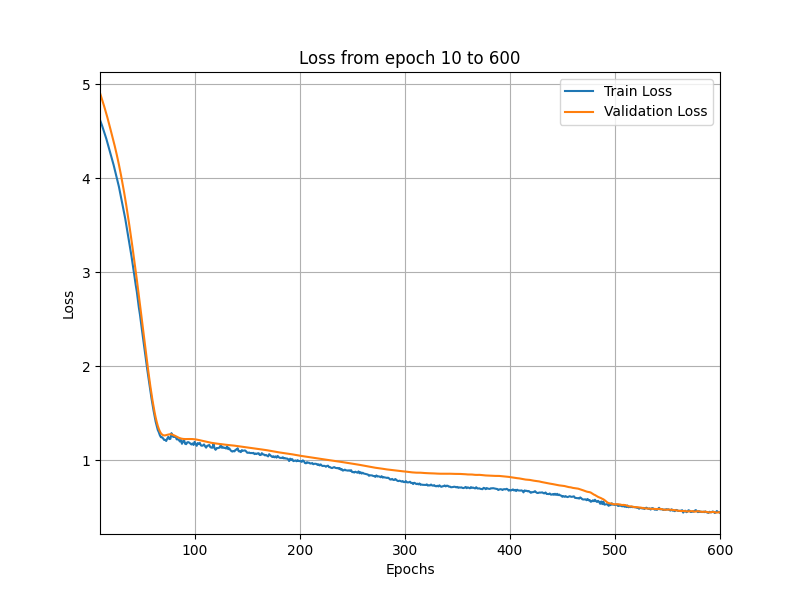 Loss from epoch 10 to 600
5
4
3
2
1
Loss
Train Loss
Validation Loss
100 200 300 400 500 600
Epochs